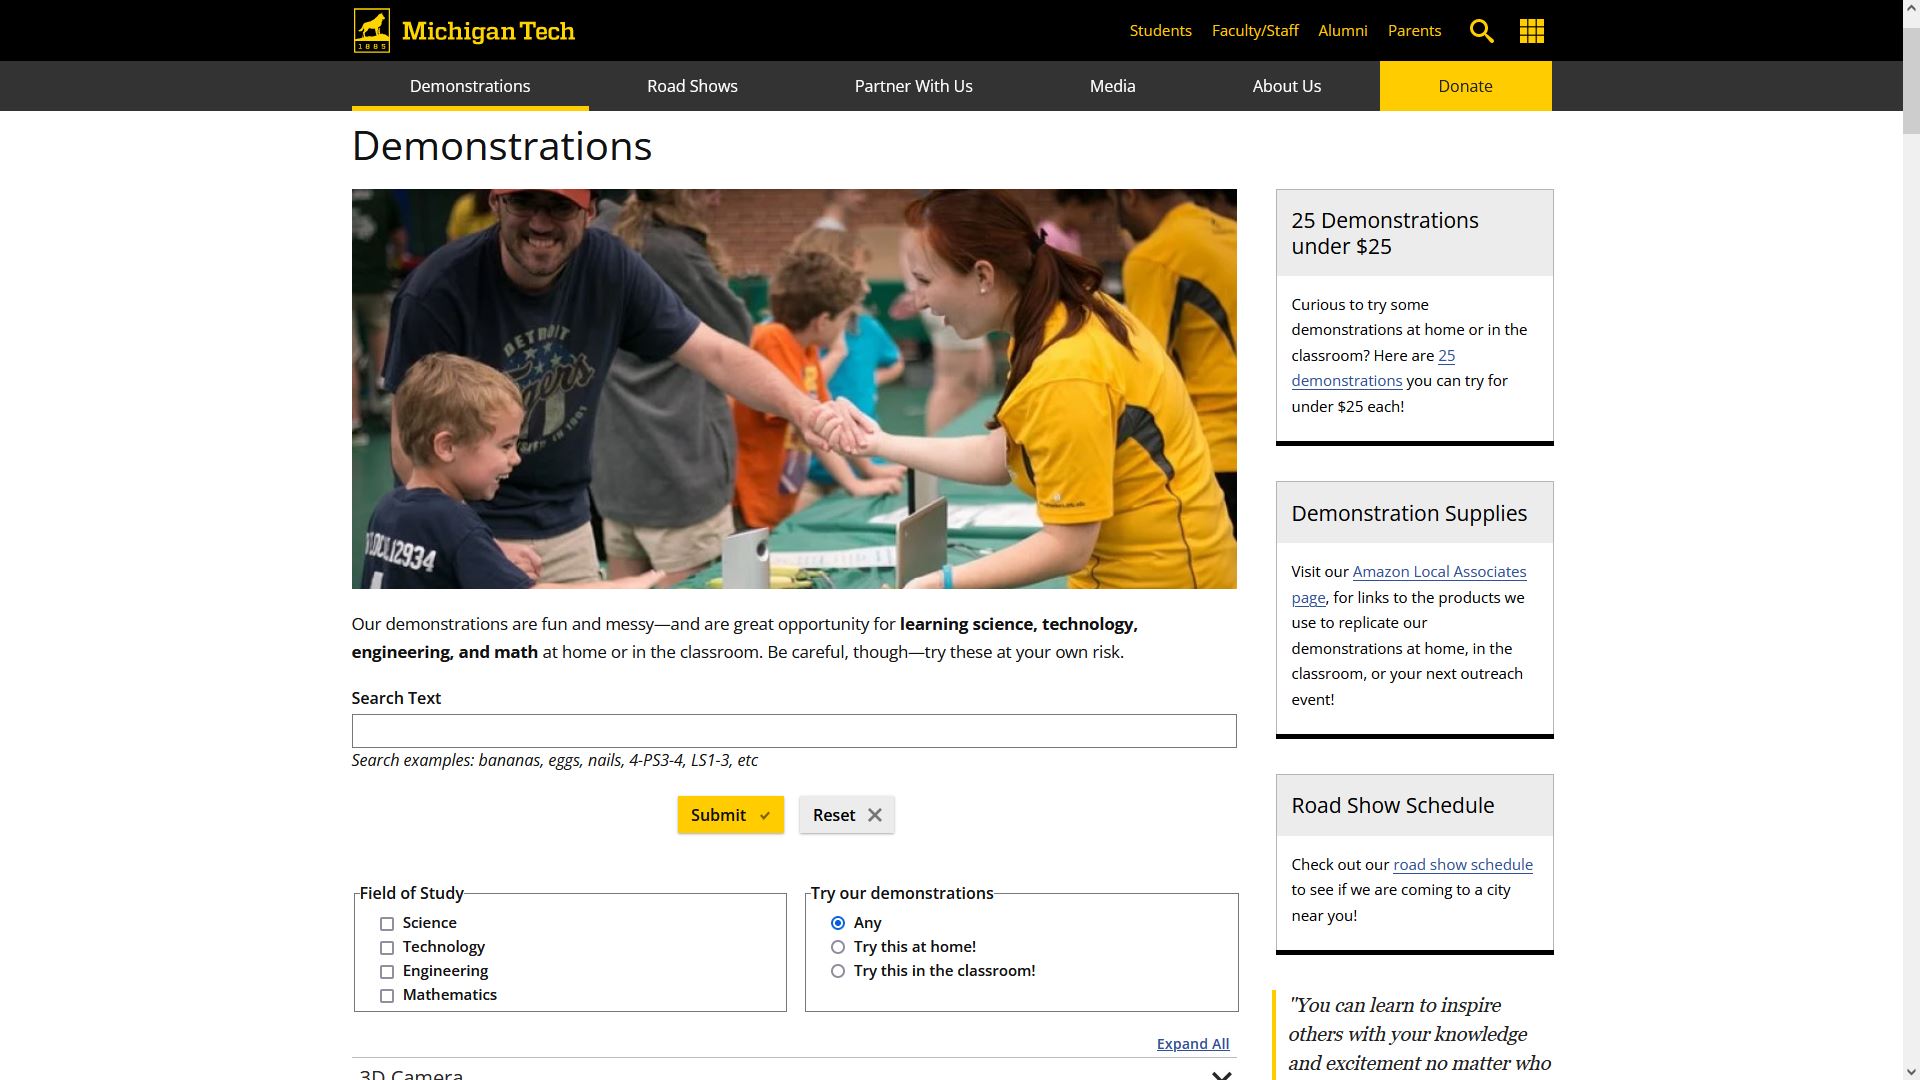 1885
Michigan Tech
Students
Faculty/Staff
Alumni
Parents
Demonstrations
Road Shows
Partner With Us
Media
About Us
Donate
Demonstrations
DETROIT
Tigers
LOCAL 12934
Our demonstrations are fun and messy—and are great opportunity for learning science, technology,
engineering, and math at home or in the classroom. Be careful, though—try these at your own risk.
Search Text
Search examples: bananas, eggs, nails, 4-PS3-4, LS1-3, etc
Submit
Reset
Field of Study
Science
Technology
Engineering
Mathematics
Try our demonstrations
Any
Try this at home!
Try this in the classroom!
Expand All
3D Camera
25 Demonstrations
under $25
Curious to try some
demonstrations at home or in the
classroom? Here are 25
demonstrations you can try for
under $25 each!
Demonstration Supplies
Visit our Amazon Local Associates
page, for links to the products we
use to replicate our
demonstrations at home, in the
classroom, or your next outreach
event!
Road Show Schedule
Check out our road show schedule
to see if we are coming to a city
near you!
"You can learn to inspire
others with your knowledge
and excitement no matter who